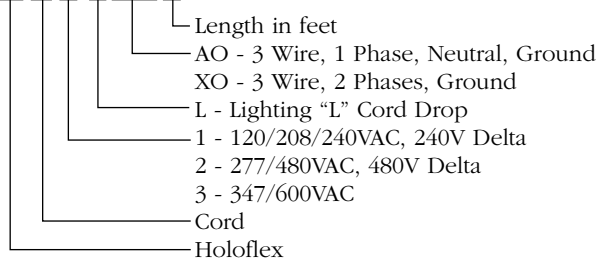 Length in feet
AO - 3 Wire, 1 Phase, Neutral, Ground
XO - 3 Wire, 2 Phases, Ground
L - Lighting “L” Cord Drop
1 - 120/208/240VAC, 240V Delta
2 - 277/480VAC, 480V Delta
3 - 347/600VAC
Cord
Holoflex